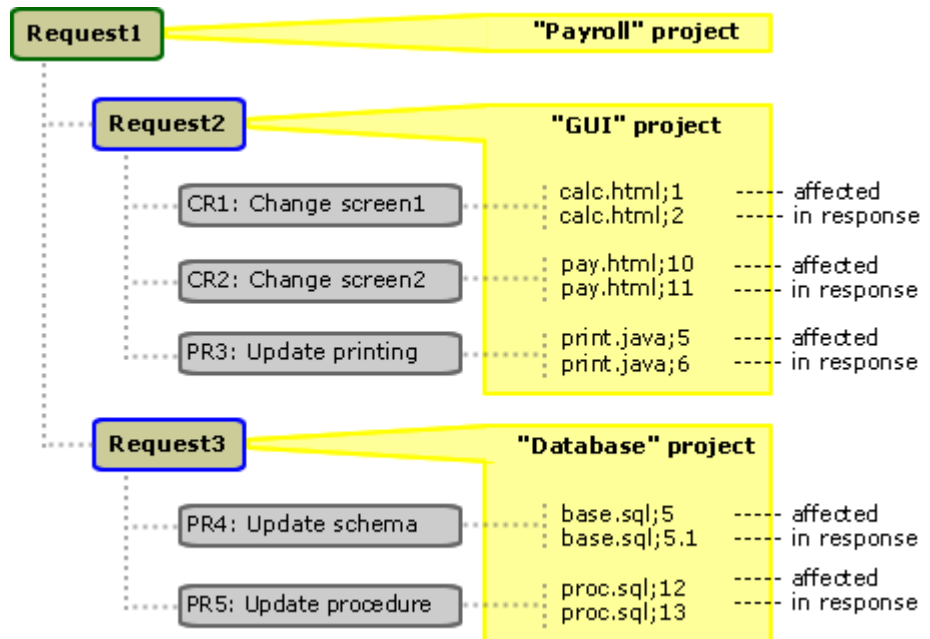 Request1
"Payroll" project
Request2
"GUI" project
CR1: Change screen1
calc.html;1 ----- affected
calc.html;2 ----- in response
CR2: Change screen2
pay.html;10 ----- affected
pay.html;11 ----- in response
PR3: Update printing
print.java;5 ----- affected
print.java;6 ----- in response
Request3
"Database" project
PR4: Update schema
base.sql;5 ----- affected
base.sql;5.1 ----- in response
PR5: Update procedure
proc.sql;12 ----- affected
proc.sql;13 ----- in response